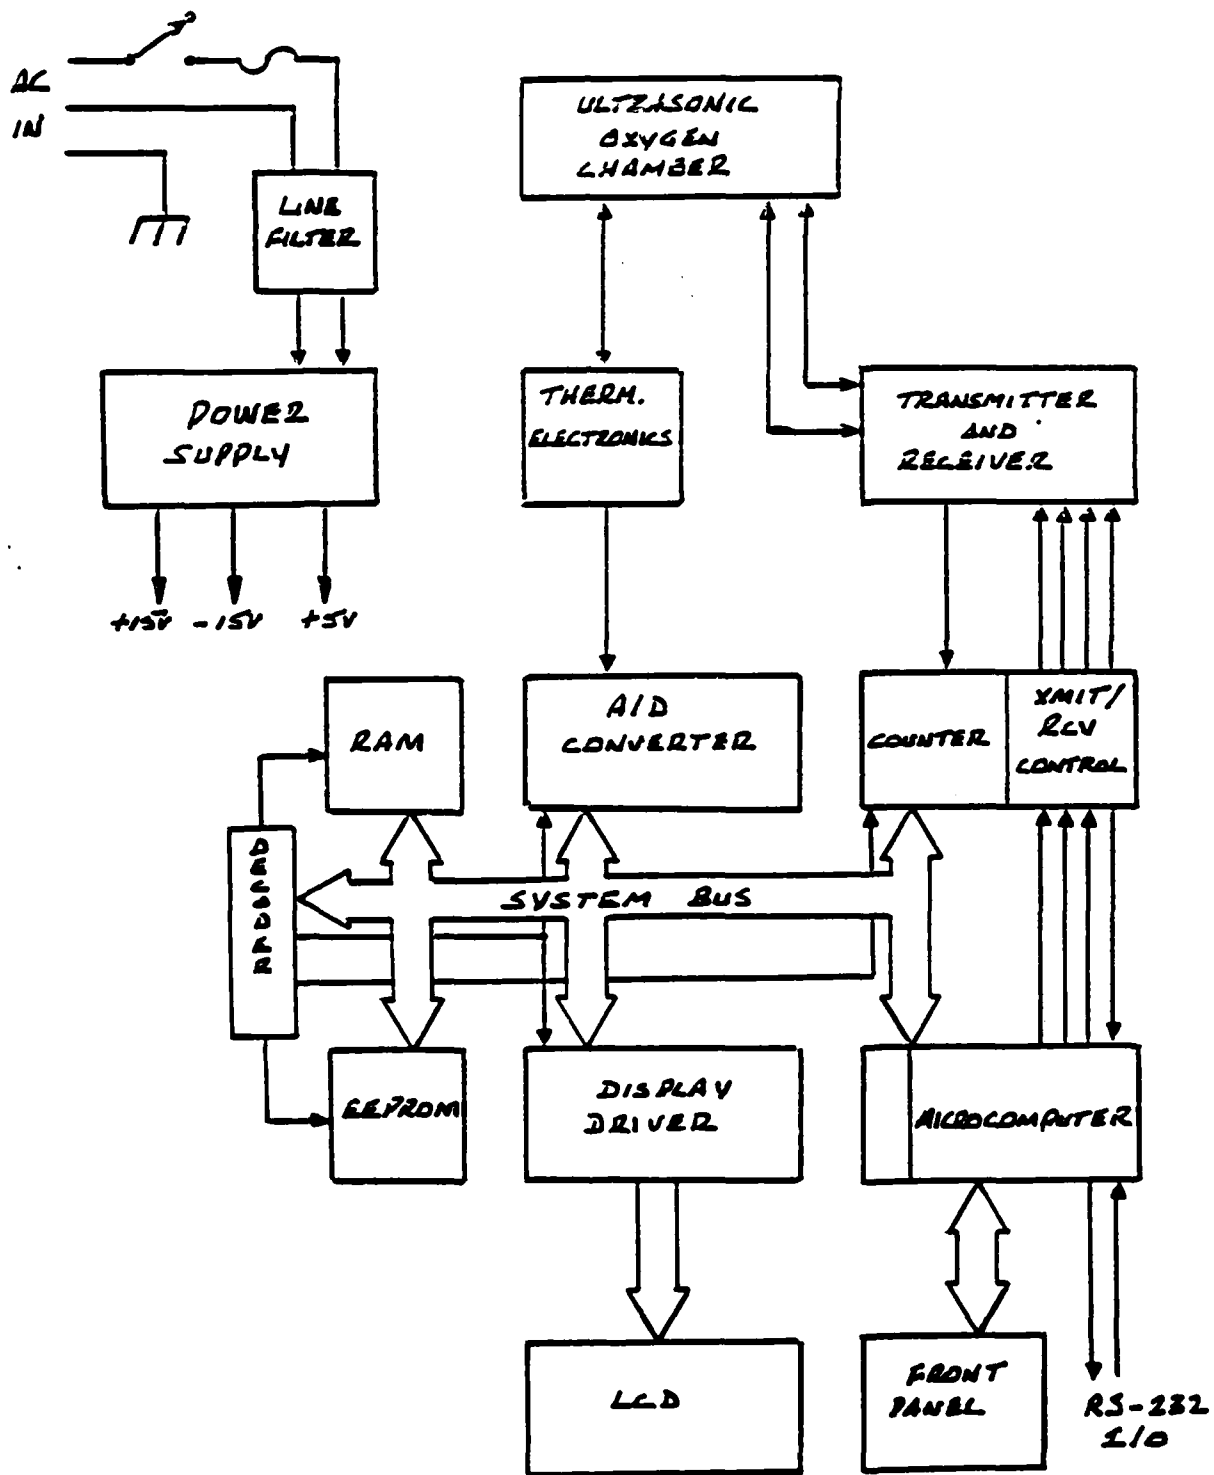 AC
IN
LINE
FILTER
POWER
SUPPLY
+15V
-15V
+5V
ULTRASONIC
OXYGEN
CHAMBER
THERM.
ELECTRONICS
TRANSMITTER
AND
RECEIVER
RAM
A/D
CONVERTER
COUNTER
XMIT/
RCV
CONTROL
DECODER
SYSTEM BUS
EEPROM
DISPLAY
DRIVER
MICROCOMPUTER
LCD
FRONT
PANEL
RS-232
I/O